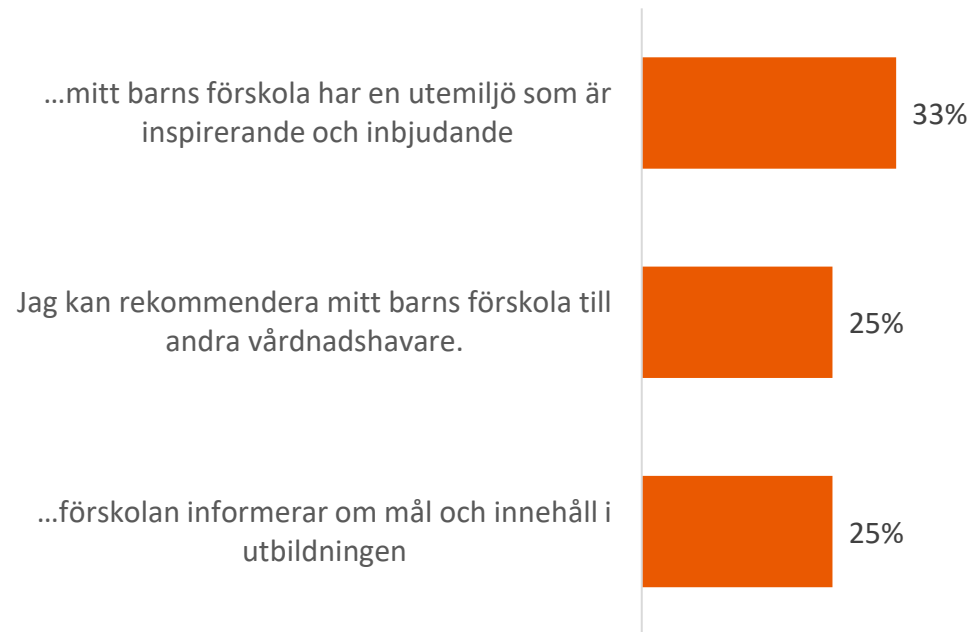 ...mitt barns förskola har en utemiljö som är
inspirerande och inbjudande
33%
Jag kan rekommendera mitt barns förskola till
andra vårdnadshavare.
25%
...förskolan informerar om mål och innehåll i
utbildningen
25%